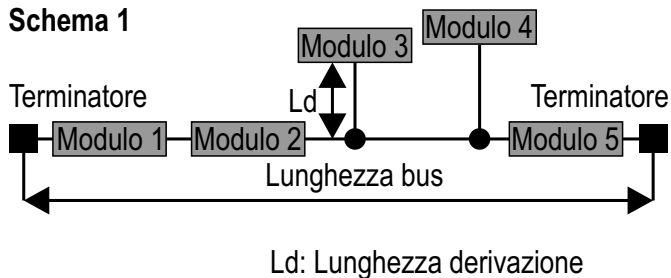 Schema 1
Modulo 4
Modulo 3
Ld
Terminatore
Terminatore
Modulo 1
Modulo 2
Modulo 5
Lunghezza bus
Ld: Lunghezza derivazione